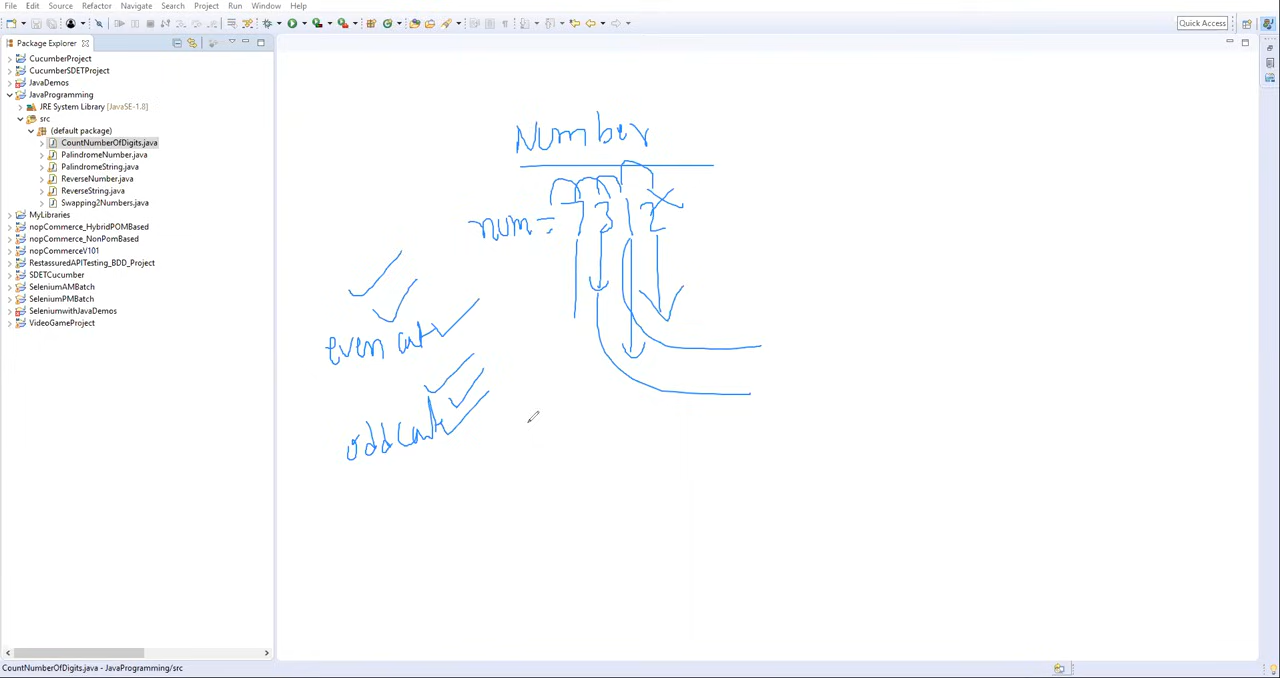 File Edit Source Refactor Navigate Search Project Run Window Help
Quick Access
Package Explorer
CucumberProject
CucumberSDETProject
JavaDemos
JavaProgramming
JRE System Library [JavaSE-1.8]
src
(default package)
CountNumberOfDigits.java
PalindromeNumber.java
PalindromeString.java
ReverseNumber.java
ReverseString.java
Swapping2Numbers.java
MyLibraries
nopCommerce_HybridPOMBased
nopCommerce_NonPomBased
nopCommerceV101
RestassuredAPITesting_BDD_Project
SDETCucumber
SeleniumAMBatch
SeleniumPMBatch
SeleniumwithJavaDemos
VideoGameProject
Number
num= 7312
even
odd
CountNumberOfDigits.java - JavaProgramming/src